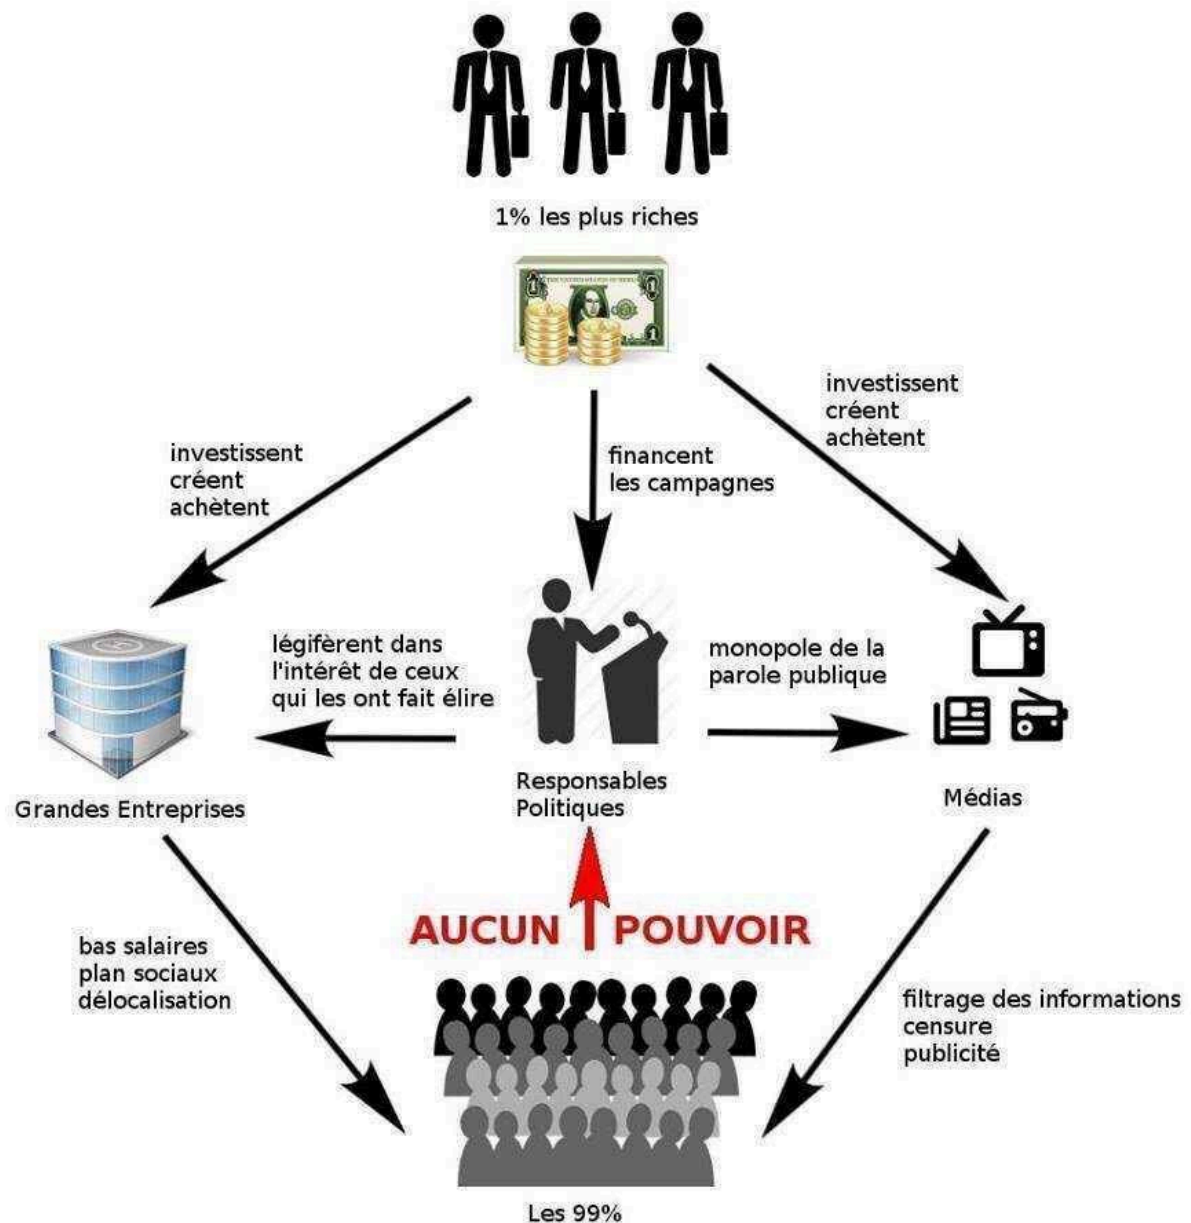 1% les plus riches
investissent
créent
achètent
financent
les campagnes
investissent
créent
achètent
légifèrent dans
l'intérêt de ceux
qui les ont fait élire
monopole de la
parole publique
Grandes Entreprises
Responsables
Politiques
Médias
AUCUN POUVOIR
bas salaires
plan sociaux
délocalisation
filtrage des informations
censure
publicité
Les 99%